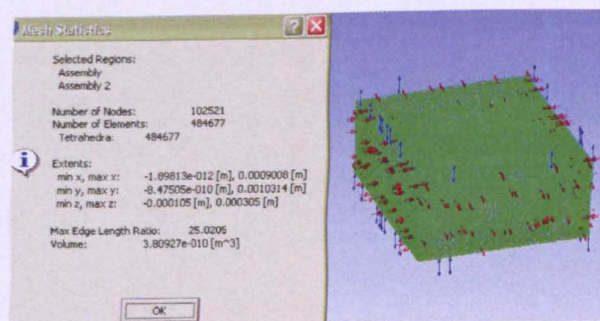 Mesh Statistics
Selected Regions:
Assembly
Assembly 2
Number of Nodes: 102521
Number of Elements: 484677
Tetrahedra: 484677
Extents:
min x, max x: -1.89813e-012 [m], 0.0009008 [m]
min y, max y: -8.47505e-010 [m], 0.0010314 [m]
min z, max z: -0.000105 [m], 0.000305 [m]
Max Edge Length Ratio: 25.0205
Volume: 3.80927e-010 [m^3]
OK